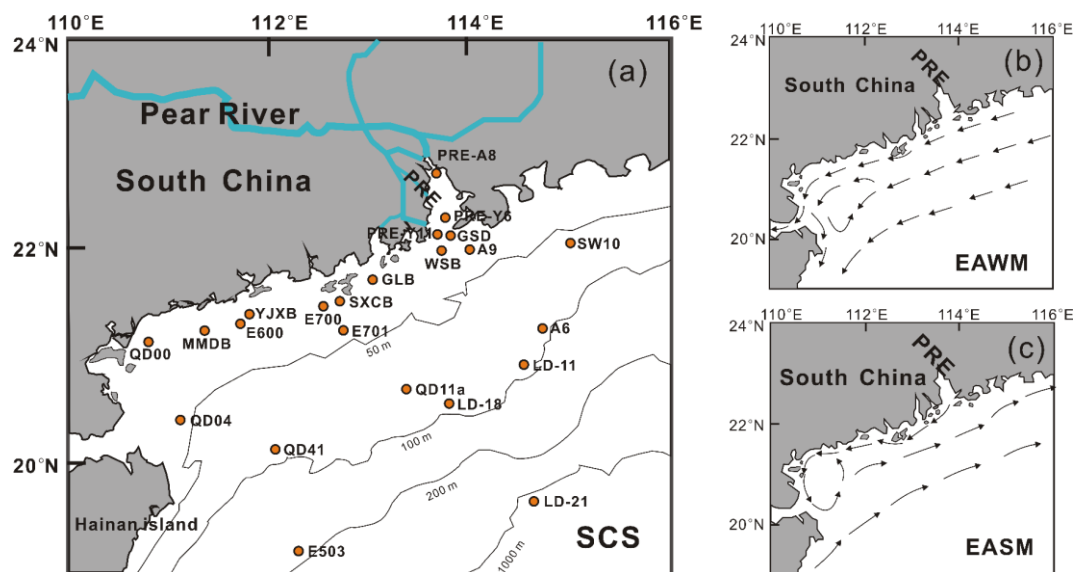 110°E
112°
114°
116°E
24°N
(a)
Pear River
PRE-A8
South China
PRE
PRE-Y6
PRE-Y11
GSD
22°
SW10
WSB
A9
GLB
SXCB
YJXB
E700
E600
E701
A6
MMDB
50 m
QD00
LD-11
QD11a
LD-18
QD04
100 m
QD41
20°N
200 m
LD-21
Hainan island
SCS
E503
1000 m
110°E
112°
114°
116°E
24°N
(b)
PRE
South China
22°
20°N
EAWM
110°E
112°
114°
116°E
24°N
(c)
PRE
South China
22°
20°N
EASM